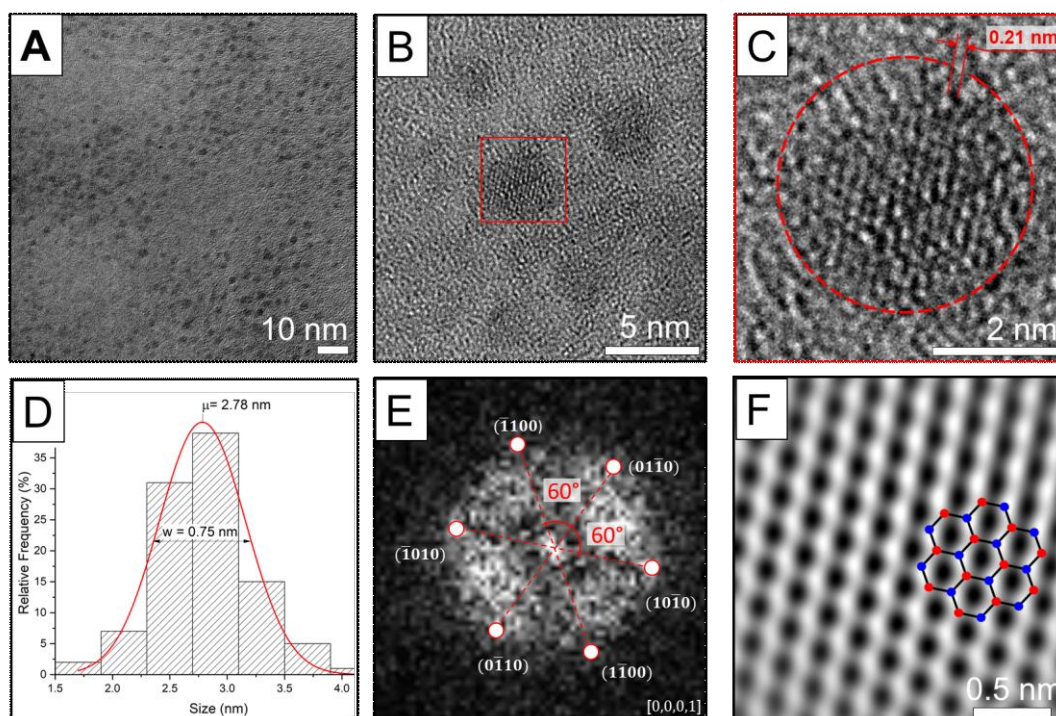 A
10 nm
B
5 nm
C
0.21 nm
2 nm
D
μ= 2.78 nm
w = 0.75 nm
Relative Frequency (%)
35
30
25
20
15
10
5
0
1.5 2.0 2.5 3.0 3.5 4.0
Size (nm)
E
(1̄100)
(011̄0)
60°
60°
(1̄010)
(101̄0)
(01̄10)
(11̄00)
[0,0,0,1]
F
0.5 nm